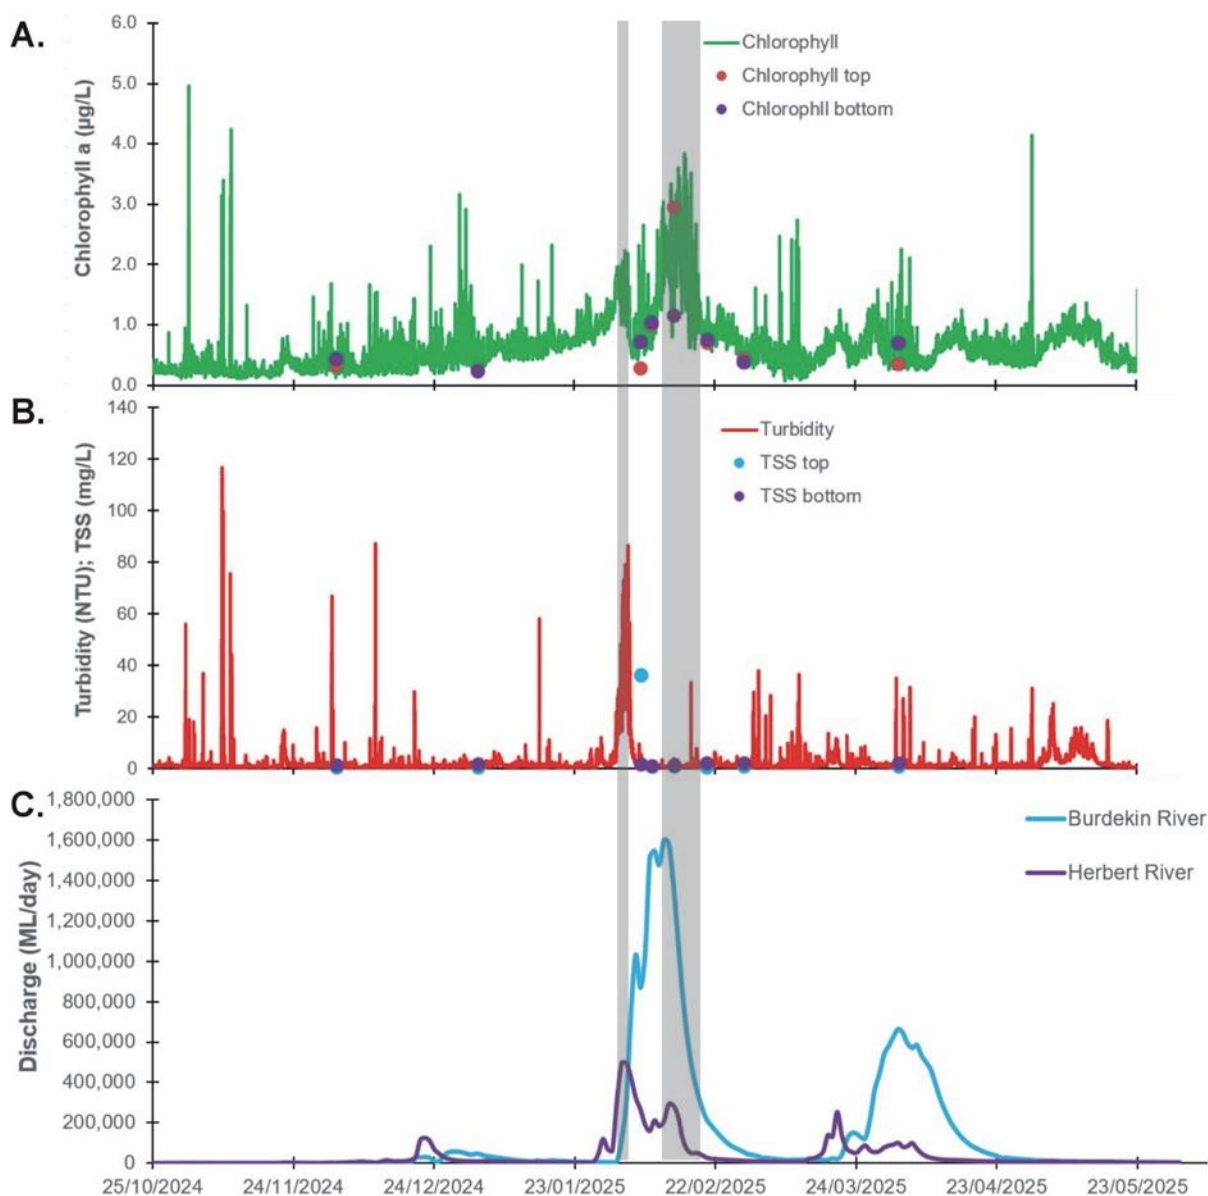 A.
Chlorophyll a (µg/L)
6.0
5.0
4.0
3.0
2.0
1.0
0.0
Chlorophyll
Chlorophyll top
Chlorophll bottom
B.
Turbidity (NTU); TSS (mg/L)
140
120
100
80
60
40
20
0
Turbidity
TSS top
TSS bottom
C.
Discharge (ML/day)
1,800,000
1,600,000
1,400,000
1,200,000
1,000,000
800,000
600,000
400,000
200,000
0
Burdekin River
Herbert River
25/10/2024 24/11/2024 24/12/2024 23/01/2025 22/02/2025 24/03/2025 23/04/2025 23/05/2025